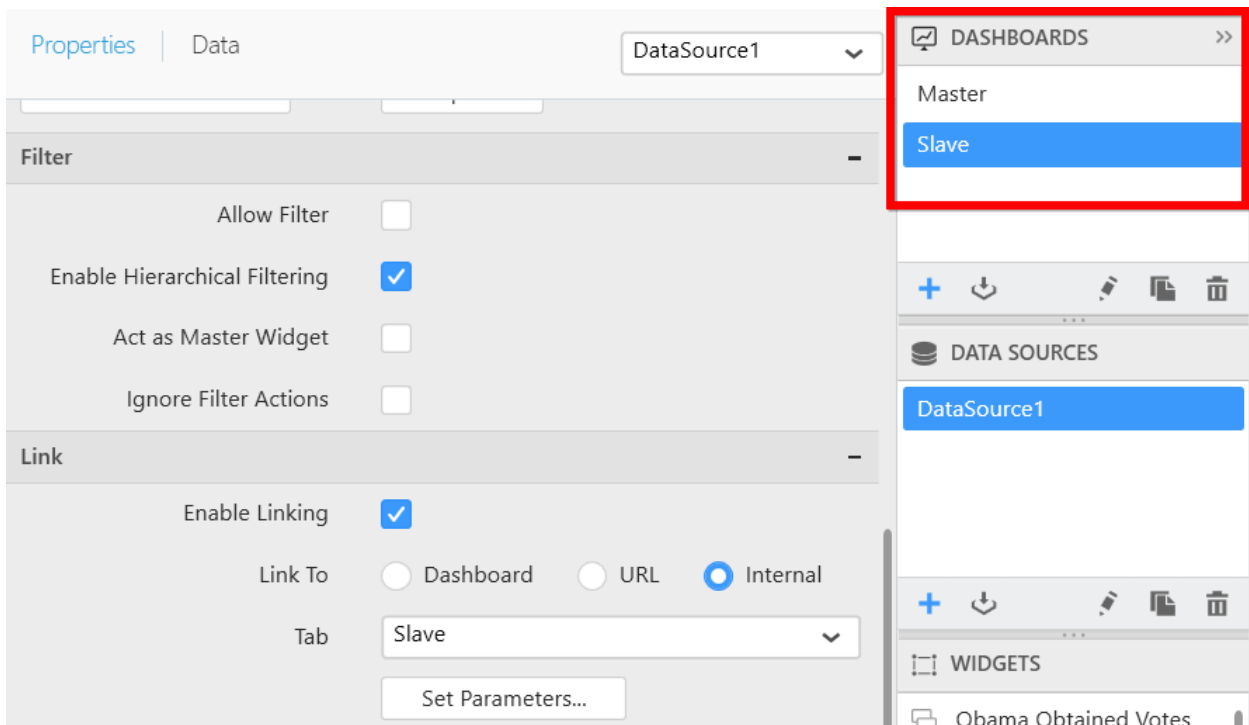 Properties
Data
DataSource1
Filter
Allow Filter
Enable Hierarchical Filtering
Act as Master Widget
Ignore Filter Actions
Link
Enable Linking
Link To
Dashboard
URL
Internal
Tab
Slave
Set Parameters...
DASHBOARDS
Master
Slave
DATA SOURCES
DataSource1
WIDGETS
Obama Obtained Votes